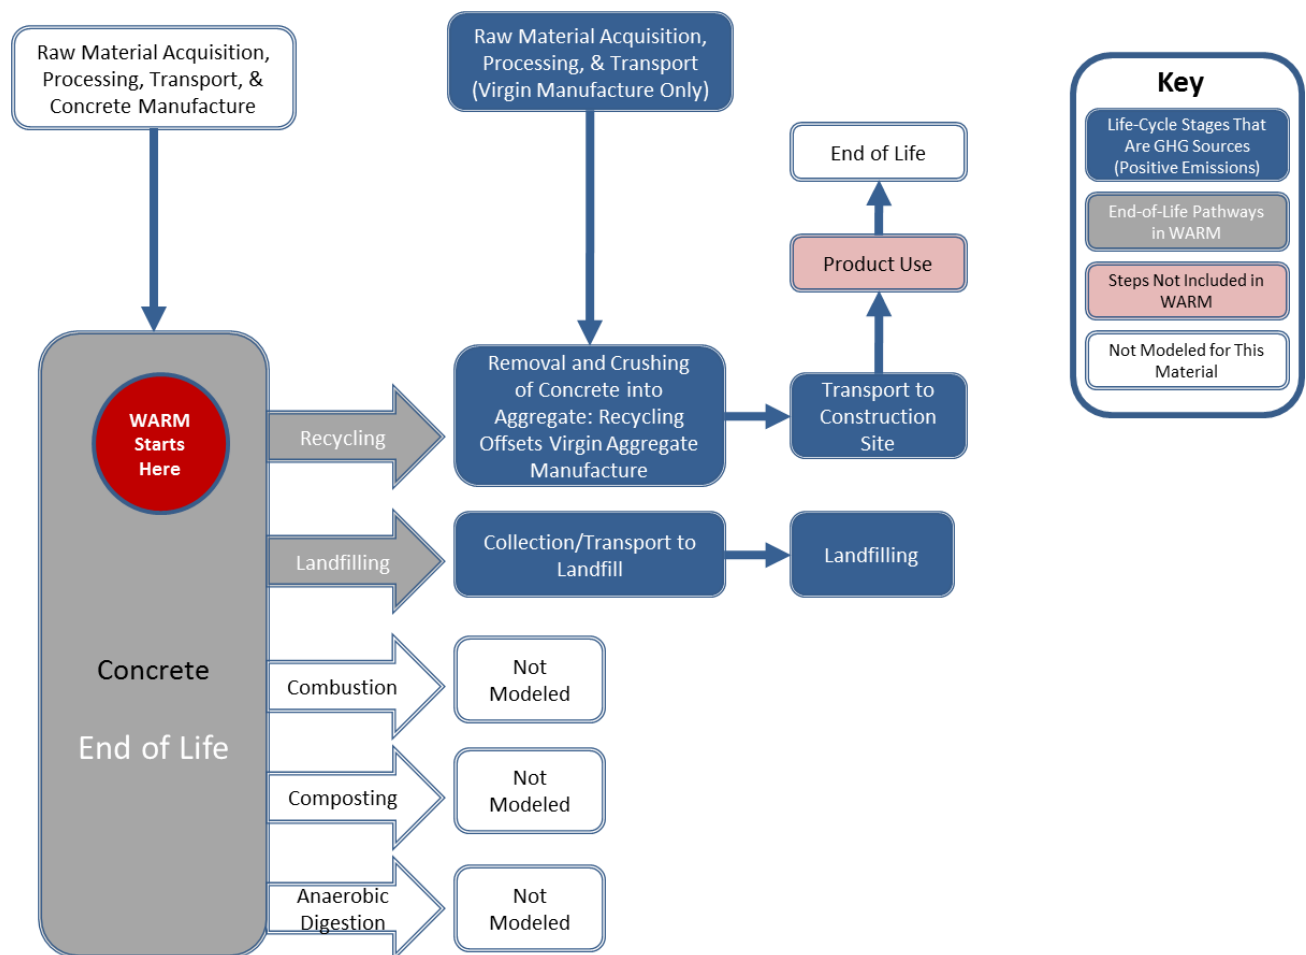 Raw Material Acquisition,
Processing, Transport, &
Concrete Manufacture
Raw Material Acquisition,
Processing, & Transport
(Virgin Manufacture Only)
End of Life
Product Use
Key
Life-Cycle Stages That
Are GHG Sources
(Positive Emissions)
End-of-Life Pathways
in WARM
Steps Not Included in
WARM
Not Modeled for This
Material
WARM
Starts
Here
Recycling
Removal and Crushing
of Concrete into
Aggregate: Recycling
Offsets Virgin Aggregate
Manufacture
Transport to
Construction
Site
Landfilling
Collection/Transport to
Landfill
Landfilling
Concrete
End of Life
Combustion
Not
Modeled
Composting
Not
Modeled
Anaerobic
Digestion
Not
Modeled